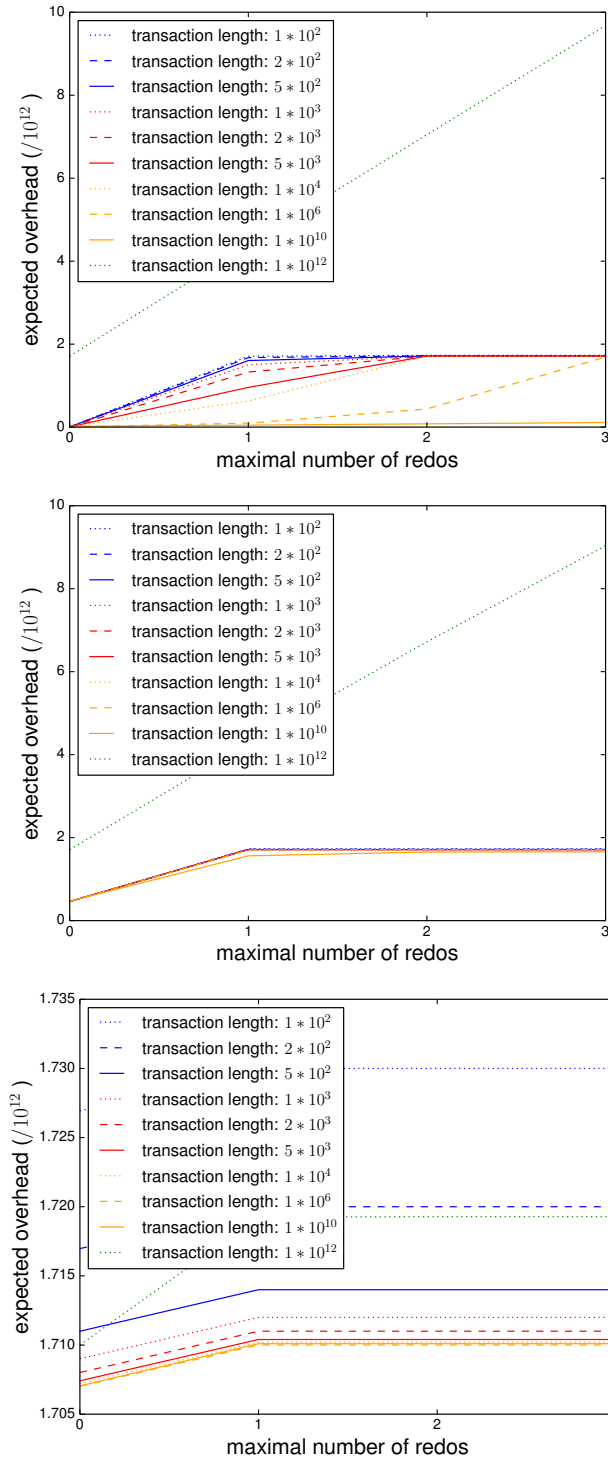 10
8
6
4
2
0
expected overhead (/10^12)
transaction length: 1 ∗ 10^2
transaction length: 2 ∗ 10^2
transaction length: 5 ∗ 10^2
transaction length: 1 ∗ 10^3
transaction length: 2 ∗ 10^3
transaction length: 5 ∗ 10^3
transaction length: 1 ∗ 10^4
transaction length: 1 ∗ 10^6
transaction length: 1 ∗ 10^10
transaction length: 1 ∗ 10^12
0 1 2 3
maximal number of redos
10
8
6
4
2
0
expected overhead (/10^12)
transaction length: 1 ∗ 10^2
transaction length: 2 ∗ 10^2
transaction length: 5 ∗ 10^2
transaction length: 1 ∗ 10^3
transaction length: 2 ∗ 10^3
transaction length: 5 ∗ 10^3
transaction length: 1 ∗ 10^4
transaction length: 1 ∗ 10^6
transaction length: 1 ∗ 10^10
transaction length: 1 ∗ 10^12
0 1 2 3
maximal number of redos
1.735
1.730
1.725
1.720
1.715
1.710
1.705
expected overhead (/10^12)
transaction length: 1 ∗ 10^2
transaction length: 2 ∗ 10^2
transaction length: 5 ∗ 10^2
transaction length: 1 ∗ 10^3
transaction length: 2 ∗ 10^3
transaction length: 5 ∗ 10^3
transaction length: 1 ∗ 10^4
transaction length: 1 ∗ 10^6
transaction length: 1 ∗ 10^10
transaction length: 1 ∗ 10^12
0 1 2
maximal number of redos